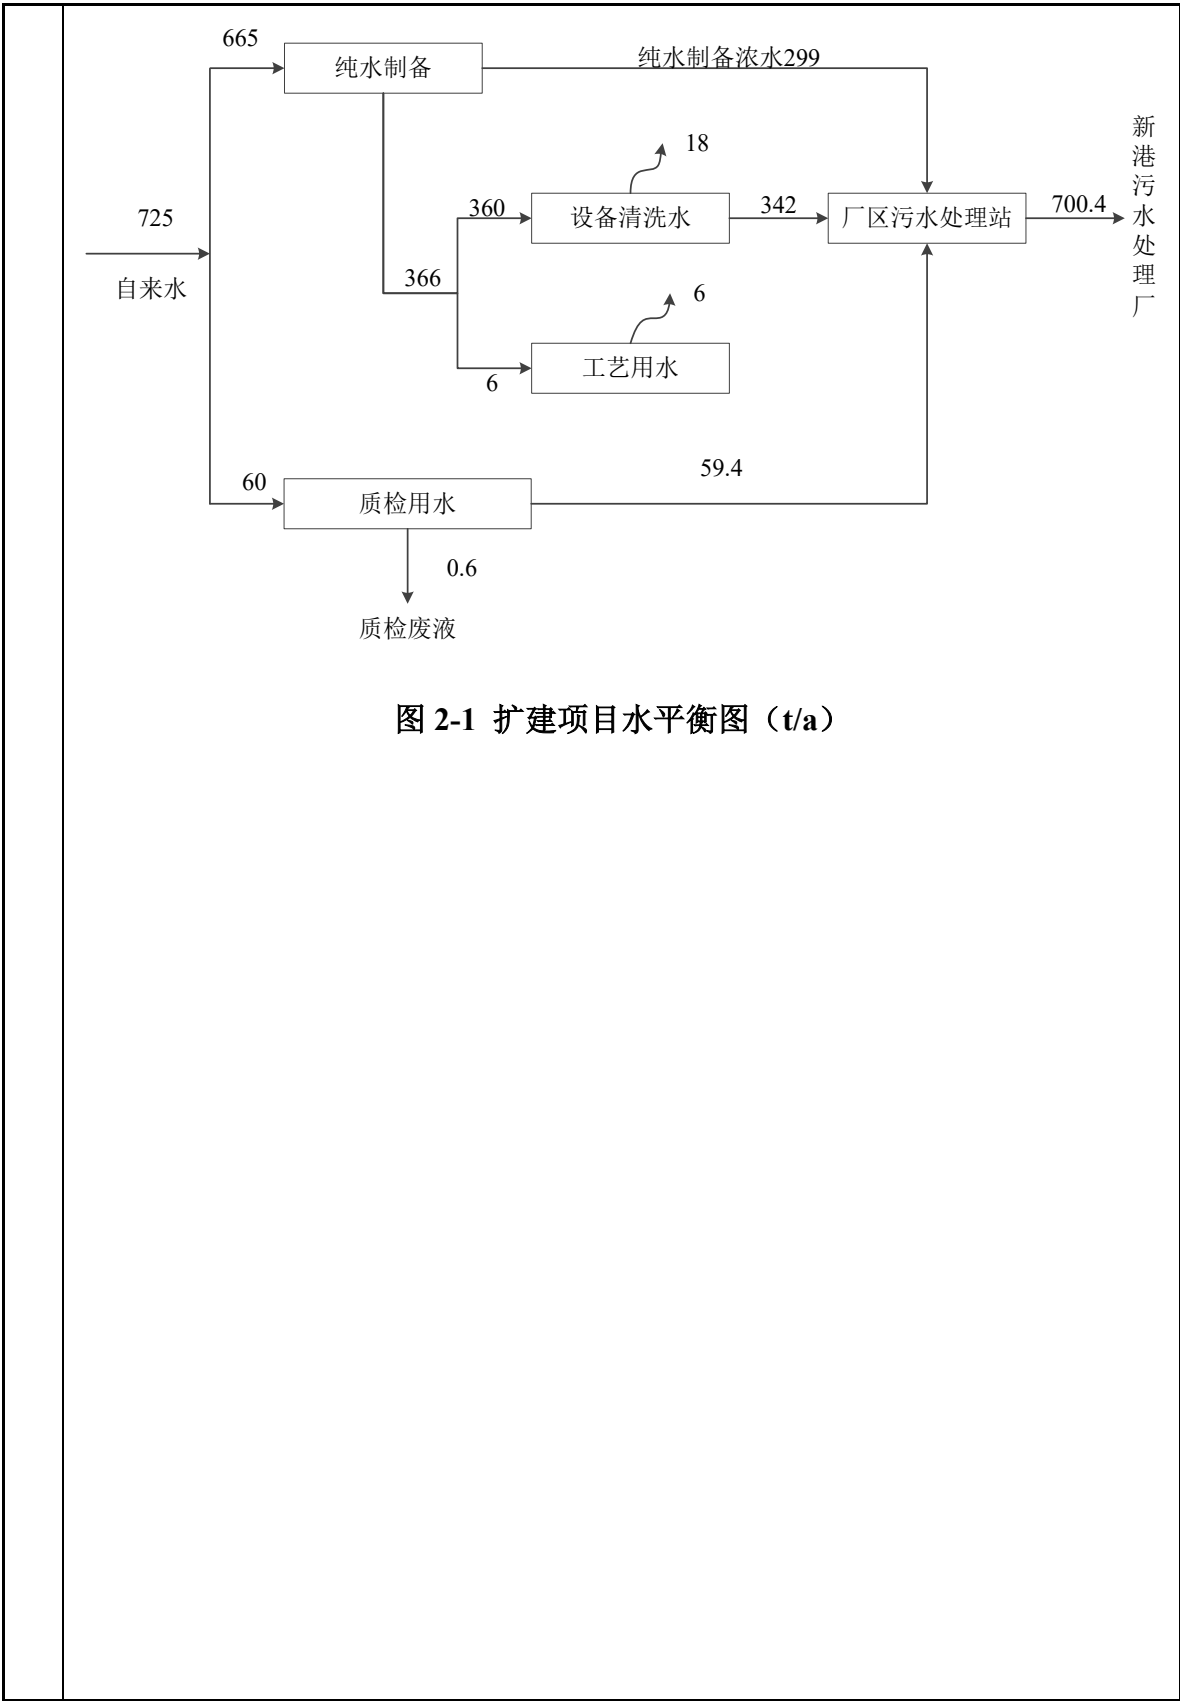 665
纯水制备
纯水制备浓水299
18
新港污水处理厂
725
360
设备清洗水
342
厂区污水处理站
700.4
自来水
366
6
工艺用水
6
60
质检用水
59.4
0.6
质检废液
图 2-1 扩建项目水平衡图（t/a）